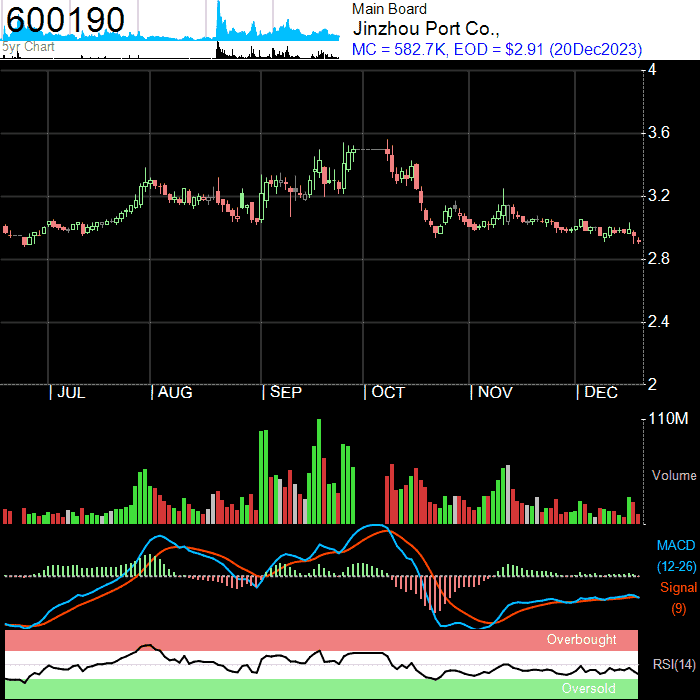 600190
5yr Chart
Main Board
Jinzhou Port Co.,
MC = 582.7K, EOD = $2.91 (20Dec2023)
4
3.6
3.2
2.8
2.4
2
JUL AUG SEP OCT NOV DEC
110M
Volume
MACD
(12-26)
Signal
(9)
Overbought
RSI(14)
Oversold